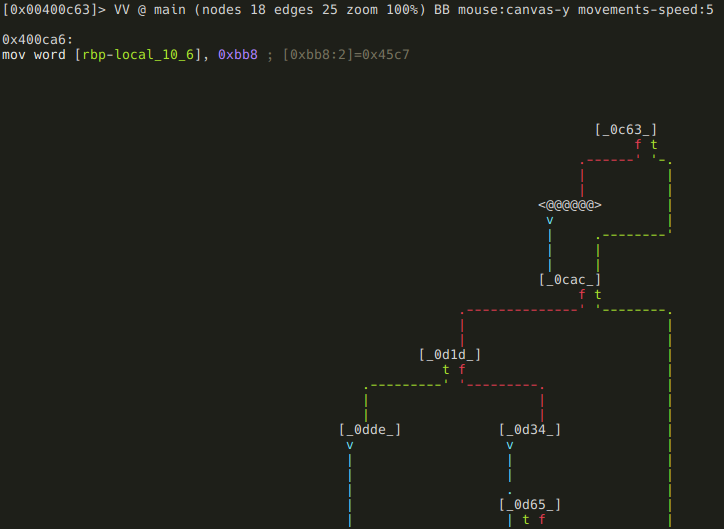 [0x00400c63]> VV @ main (nodes 18 edges 25 zoom 100%) BB mouse:canvas-y movements-speed:5
0x400ca6:
mov word [rbp-local_10_6], 0xbb8 ; [0xbb8:2]=0x45c7
[_0c63_]
f t
<@@@@@@>
v
[_0cac_]
f t
[_0d1d_]
t f
[_0dde_] [_0d34_]
v v
[_0d65_]
t f